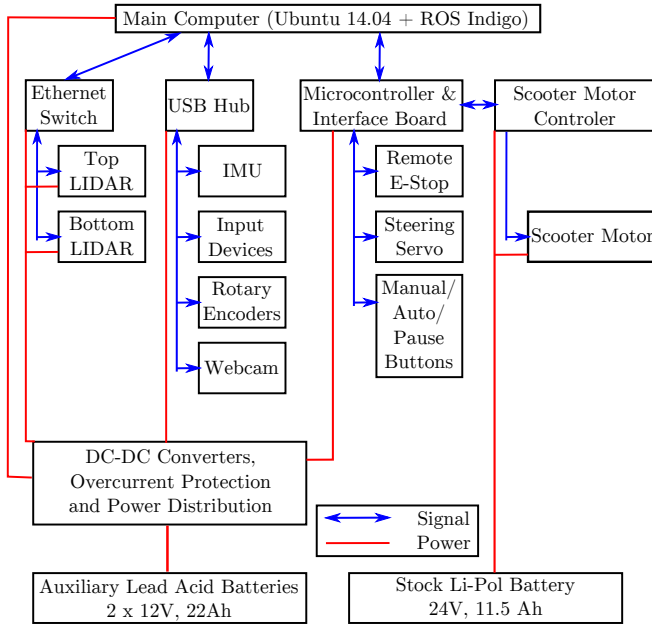 Main Computer (Ubuntu 14.04 + ROS Indigo)
Ethernet
Switch
USB Hub
Microcontroller &
Interface Board
Scooter Motor
Controler
Top
LIDAR
IMU
Remote
E-Stop
Bottom
LIDAR
Input
Devices
Steering
Servo
Scooter Motor
Rotary
Encoders
Manual/
Auto/
Pause
Buttons
Webcam
DC-DC Converters,
Overcurrent Protection
and Power Distribution
Signal
Power
Auxiliary Lead Acid Batteries
2 x 12V, 22Ah
Stock Li-Pol Battery
24V, 11.5 Ah